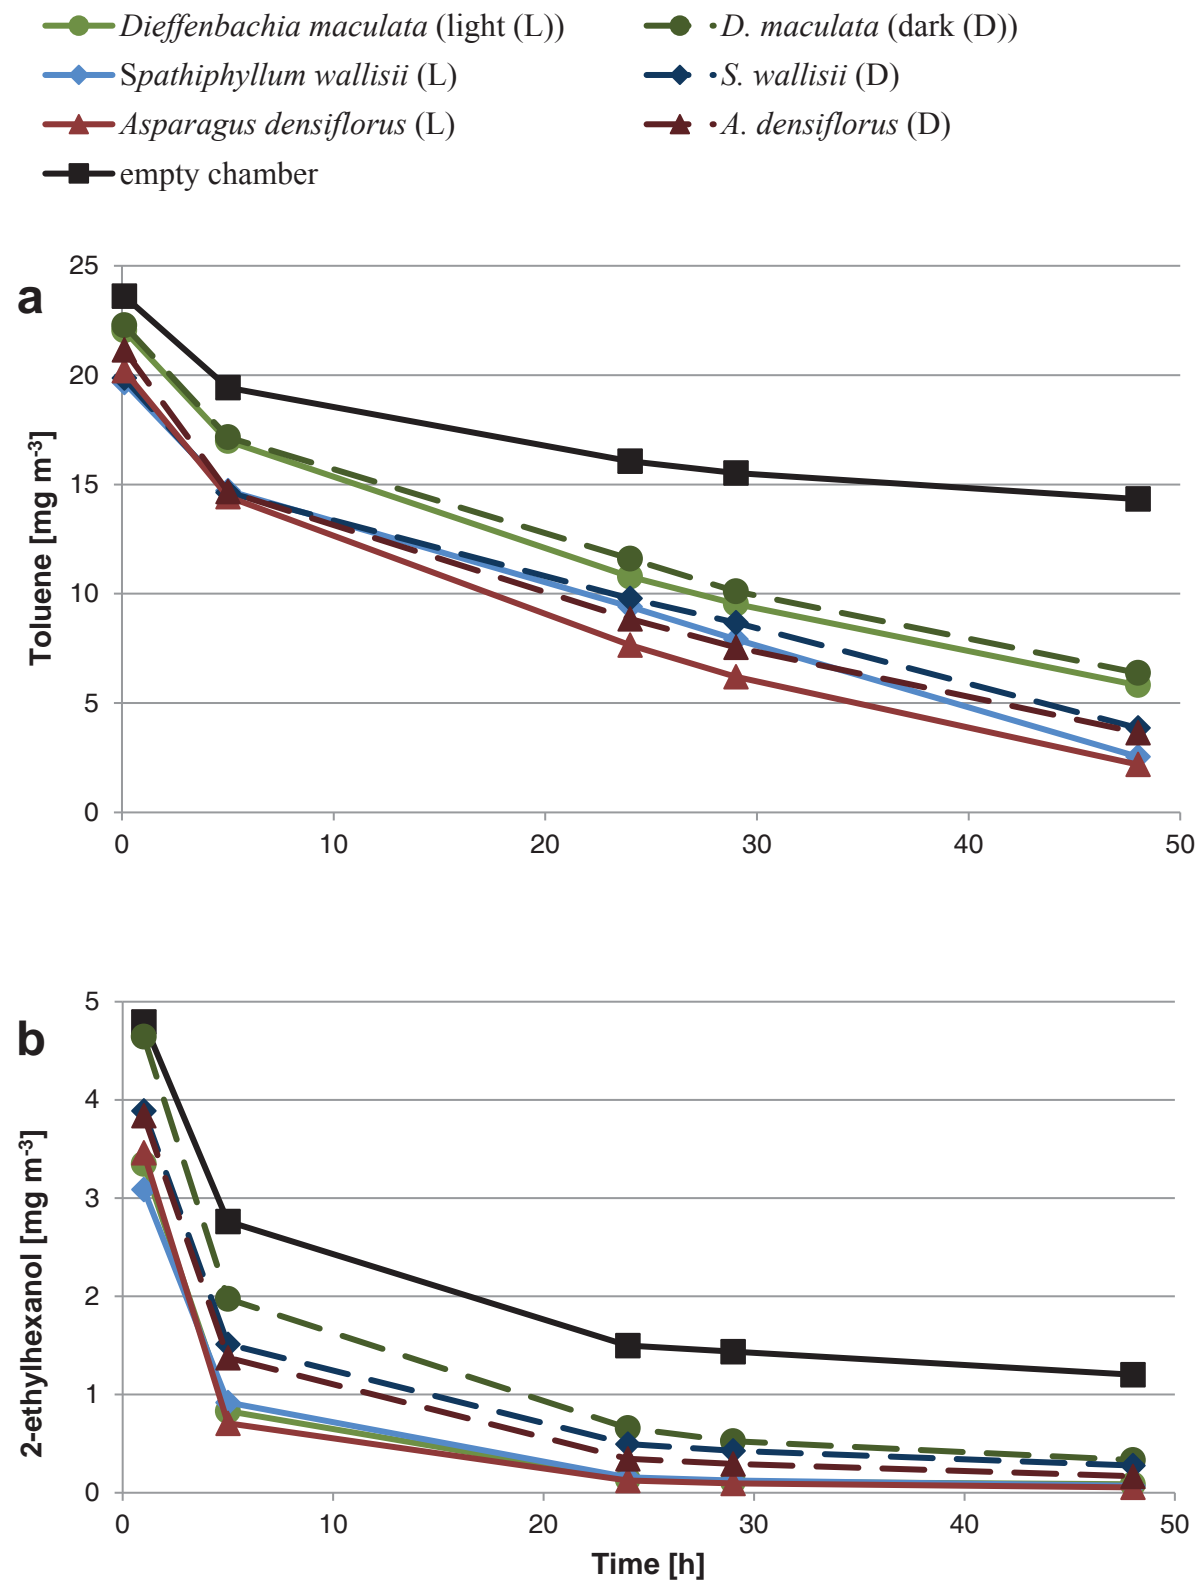 Dieffenbachia maculata (light (L)) D. maculata (dark (D))
Spathiphyllum wallisii (L) S. wallisii (D)
Asparagus densiflorus (L) A. densiflorus (D)
empty chamber
a
Toluene [mg m-3]
25
20
15
10
5
0
0 10 20 30 40 50
b
2-ethylhexanol [mg m-3]
5
4
3
2
1
0
0 10 20 30 40 50
Time [h]